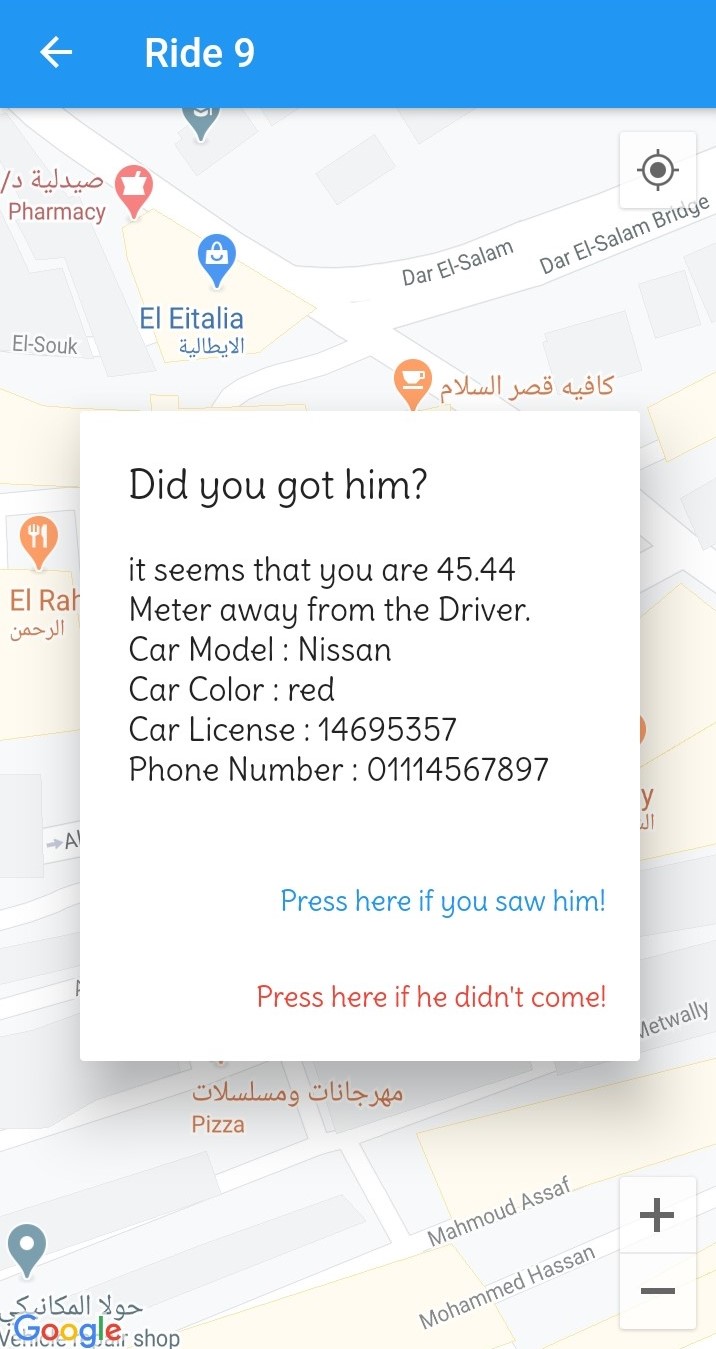 Ride 9
صيدلية د/
Pharmacy
Dar El-Salam
Dar El-Salam Bridge
El Eitalia
الايطالية
El-Souk
كافيه قصر السلام
Did you got him?
it seems that you are 45.44
Meter away from the Driver.
Car Model : Nissan
Car Color : red
Car License : 14695357
Phone Number : 01114567897
El Rah
الرحمن
Press here if you saw him!
Press here if he didn't come!
Metwally
مهرجانات ومسلسلات
Pizza
Mahmoud Assaf
Mohammed Hassan
حولا المكانيكي
Google
Vehicle repair shop